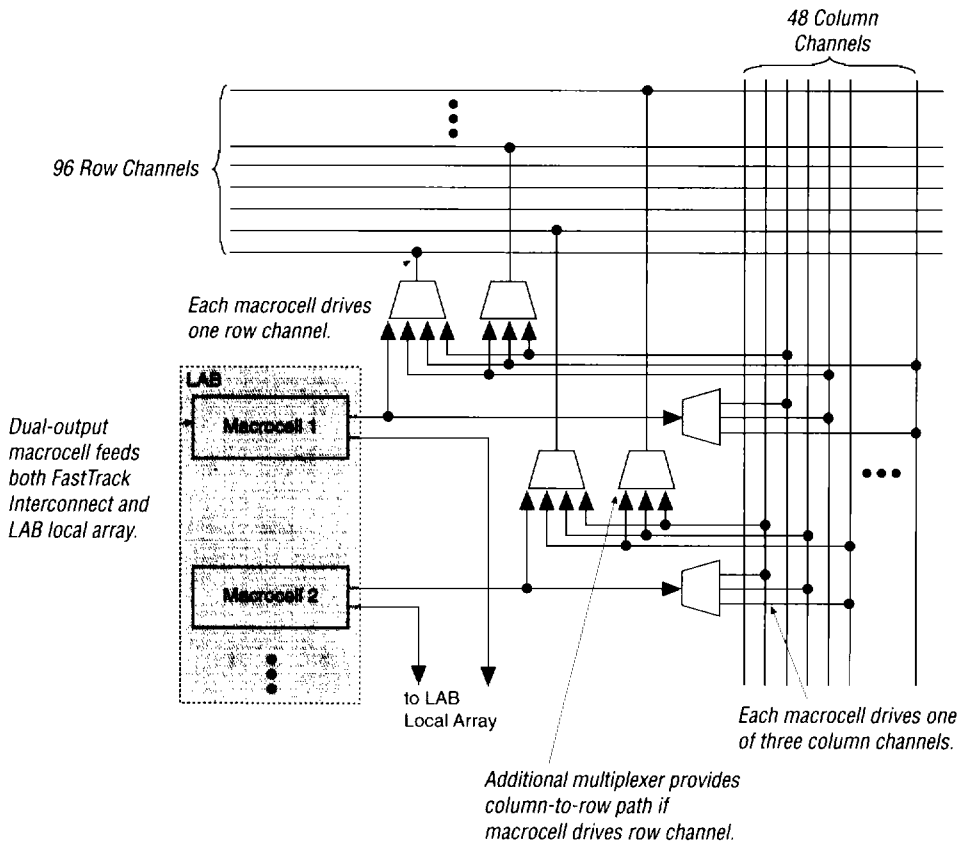 48 Column
Channels
96 Row Channels
Each macrocell drives
one row channel.
LAB
Macrocell 1
Dual-output
macrocell feeds
both FastTrack
Interconnect and
LAB local array.
Macrocell 2
to LAB
Local Array
Each macrocell drives one
of three column channels.
Additional multiplexer provides
column-to-row path if
macrocell drives row channel.